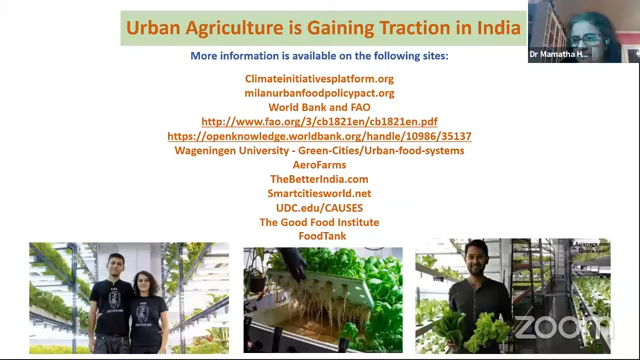 Urban Agriculture is Gaining Traction in India
Dr Mamatha H...
More information is available on the following sites:
Climateinitiativesplatform.org
milanurbanfoodpolicypact.org
World Bank and FAO
http://www.fao.org/3/cb1821en/cb1821en.pdf
https://openknowledge.worldbank.org/handle/10986/35137
Wageningen University - Green-Cities/Urban-food-systems
AeroFarms
TheBetterIndia.com
Smartcitiesworld.net
UDC.edu/CAUSES
The Good Food Institute
FoodTank
zoom